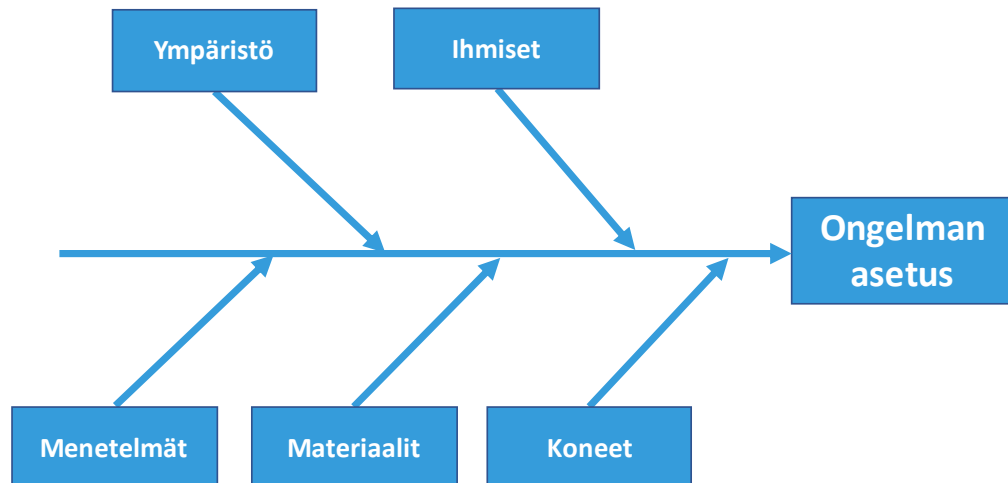 Ympäristö
Ihmiset
Ongelman
asetus
Menetelmät
Materiaalit
Koneet